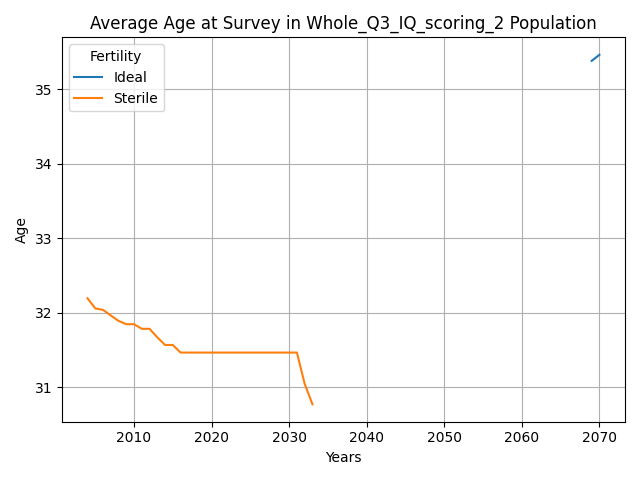 Average Age at Survey in Whole_Q3_IQ_scoring_2 Population
Fertility
Ideal
Sterile
Age
35
34
33
32
31
2010 2020 2030 2040 2050 2060 2070
Years